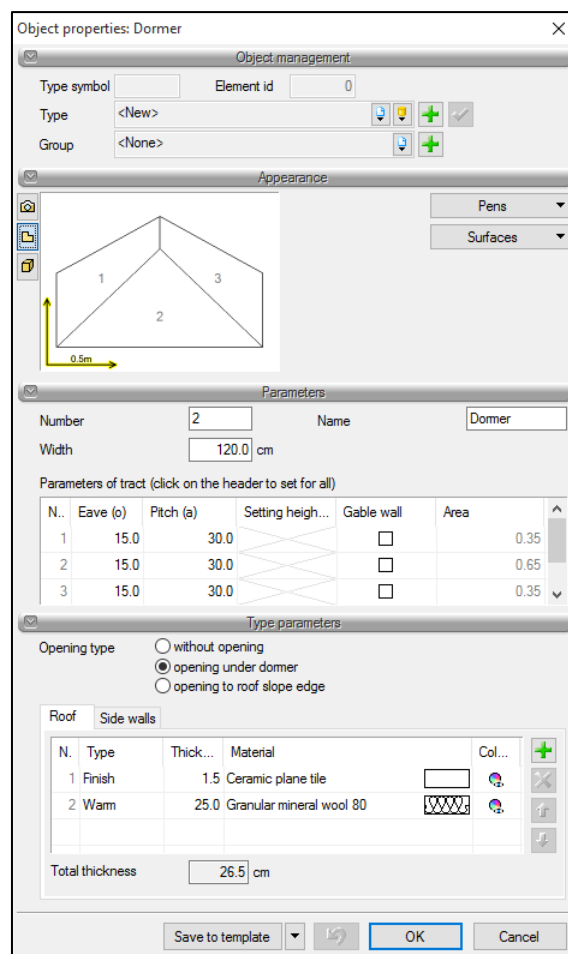 Object properties: Dormer
Object management
Type symbol Element id 0
Type <New>
Group <None>
Appearance
Pens
Surfaces
1 3
2
0.5m
Parameters
Number 2 Name Dormer
Width 120.0 cm
Parameters of tract (click on the header to set for all)
N.. Eave (o) Pitch (a) Setting heigh... Gable wall Area
1 15.0 30.0 0.35
2 15.0 30.0 0.65
3 15.0 30.0 0.35
Type parameters
Opening type without opening
opening under dormer
opening to roof slope edge
Roof Side walls
N. Type Thick... Material Col...
1 Finish 1.5 Ceramic plane tile
2 Warm 25.0 Granular mineral wool 80
Total thickness 26.5 cm
Save to template OK Cancel